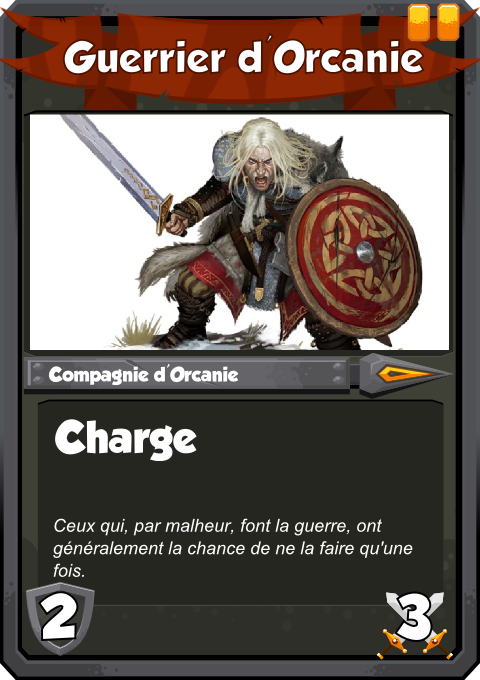 Guerrier d'Orcanie
Compagnie d'Orcanie
Charge
Ceux qui, par malheur, font la guerre, ont
généralement la chance de ne la faire qu'une
fois.
2
3